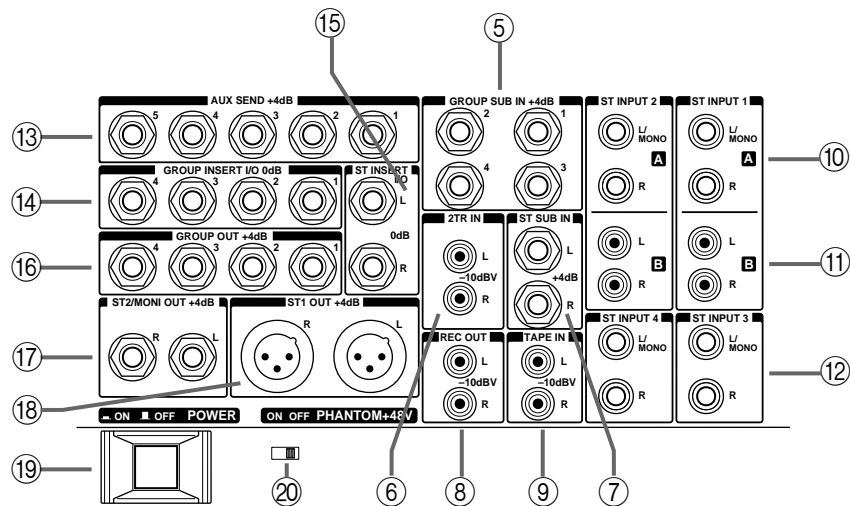 ⑮ ⑤
AUX SEND +4dB
5 4 3 2 1
⑬
GROUP SUB IN +4dB
2 1
4 3
ST INPUT 2
L/
MONO
A
R
L
B
R
ST INPUT 1
L/
MONO
A
R
⑩
L
B
R
⑪
GROUP INSERT I/O 0dB
4 3 2 1
⑭
ST INSERT
I/O
L
0dB
R
GROUP OUT +4dB
4 3 2 1
⑯
2TR IN
L
–10dBV
R
ST SUB IN
L
+4dB
R
ST2/MONI OUT +4dB
R L
⑰
ST1 OUT +4dB
R L
⑱
REC OUT
L
–10dBV
R
TAPE IN
L
–10dBV
R
ST INPUT 4
L/
MONO
R
ST INPUT 3
L/
MONO
R
⑫
ON OFF POWER
ON OFF PHANTOM+48V
⑲ ⑳ ⑥ ⑧ ⑨ ⑦